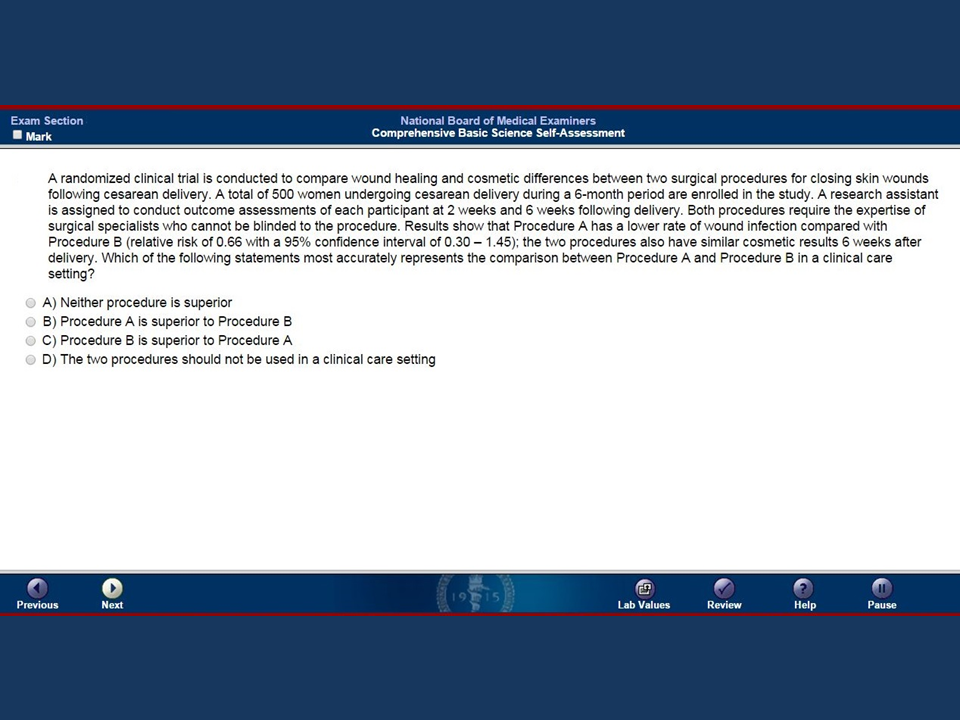 Exam Section
Mark
National Board of Medical Examiners
Comprehensive Basic Science Self-Assessment
A randomized clinical trial is conducted to compare wound healing and cosmetic differences between two surgical procedures for closing skin wounds
following cesarean delivery. A total of 500 women undergoing cesarean delivery during a 6-month period are enrolled in the study. A research assistant
is assigned to conduct outcome assessments of each participant at 2 weeks and 6 weeks following delivery. Both procedures require the expertise of
surgical specialists who cannot be blinded to the procedure. Results show that Procedure A has a lower rate of wound infection compared with
Procedure B (relative risk of 0.66 with a 95% confidence interval of 0.30 – 1.45); the two procedures also have similar cosmetic results 6 weeks after
delivery. Which of the following statements most accurately represents the comparison between Procedure A and Procedure B in a clinical care
setting?
A) Neither procedure is superior
B) Procedure A is superior to Procedure B
C) Procedure B is superior to Procedure A
D) The two procedures should not be used in a clinical care setting
1915
Previous
Next
Lab Values
Review
Help
Pause